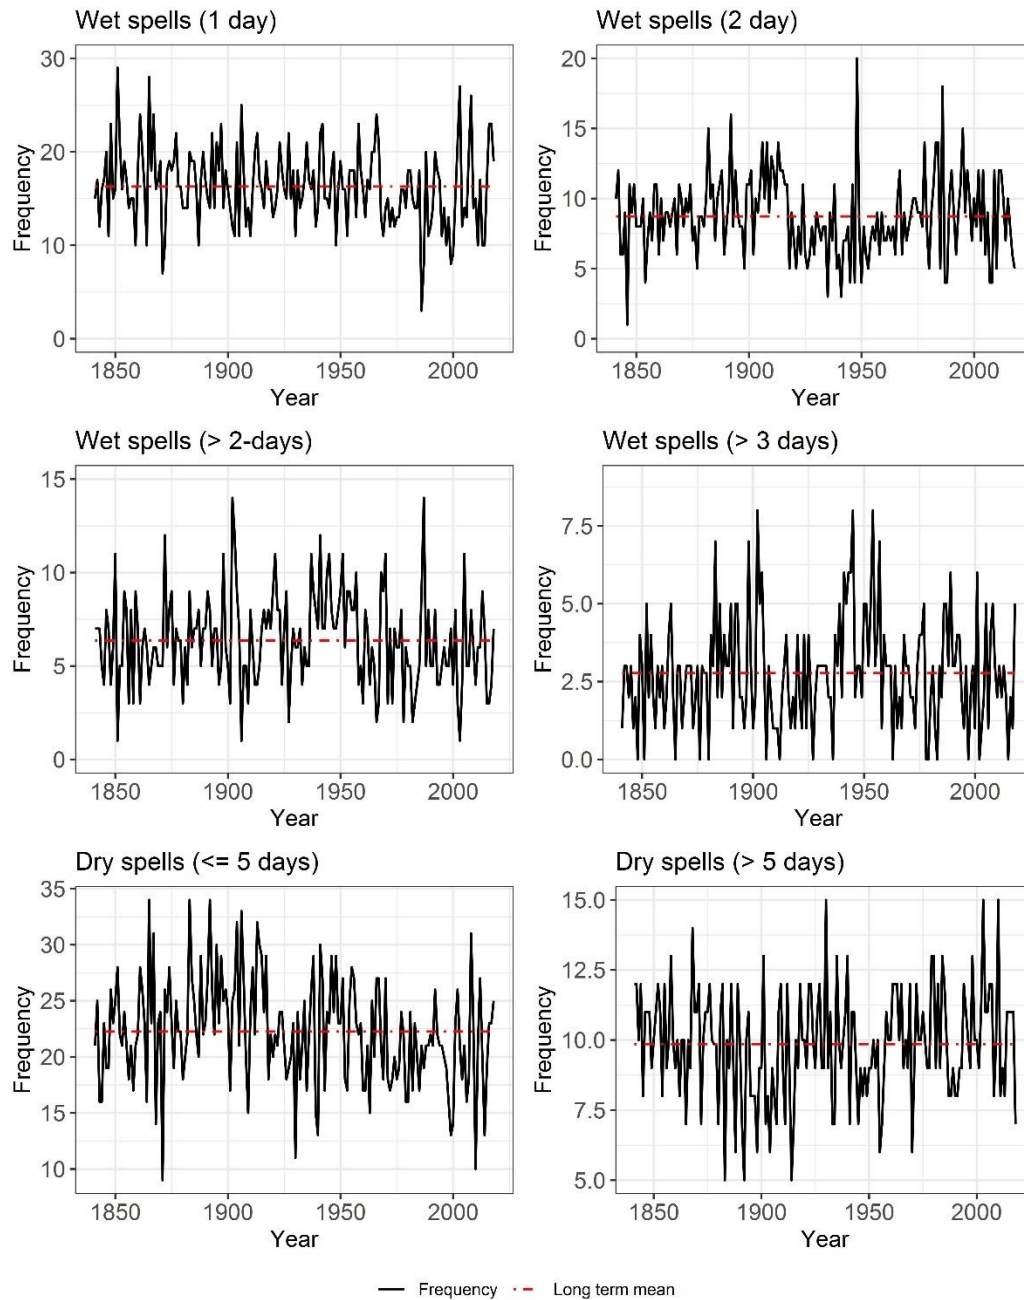 Wet spells (1 day)
30
20
10
0
Frequency
1850 1900 1950 2000
Year
Wet spells (2 day)
20
15
10
5
0
Frequency
1850 1900 1950 2000
Year
Wet spells (> 2-days)
15
10
5
0
Frequency
1850 1900 1950 2000
Year
Wet spells (> 3 days)
7.5
5.0
2.5
0.0
Frequency
1850 1900 1950 2000
Year
Dry spells (<= 5 days)
35
30
25
20
15
10
Frequency
1850 1900 1950 2000
Year
Dry spells (> 5 days)
15.0
12.5
10.0
7.5
5.0
Frequency
1850 1900 1950 2000
Year
Frequency Long term mean